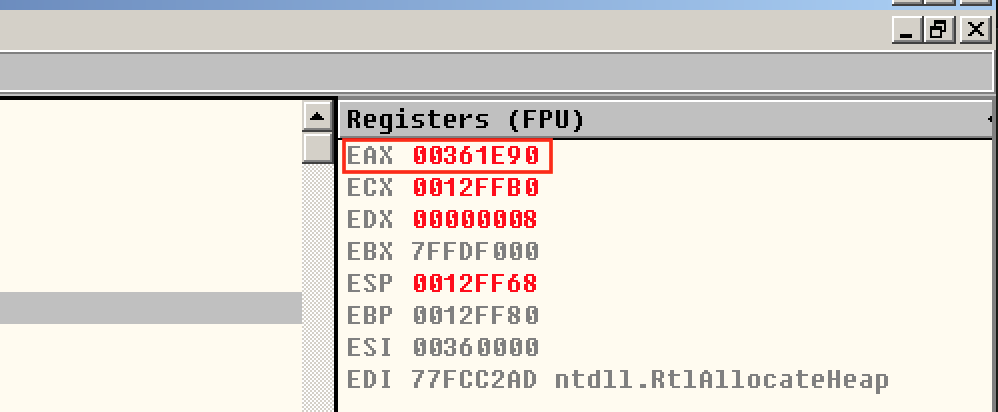 Registers (FPU)
EAX 00361E90
ECX 0012FFB0
EDX 00000008
EBX 7FFDF000
ESP 0012FF68
EBP 0012FF80
ESI 00360000
EDI 77FCC2AD ntdll.RtlAllocateHeap